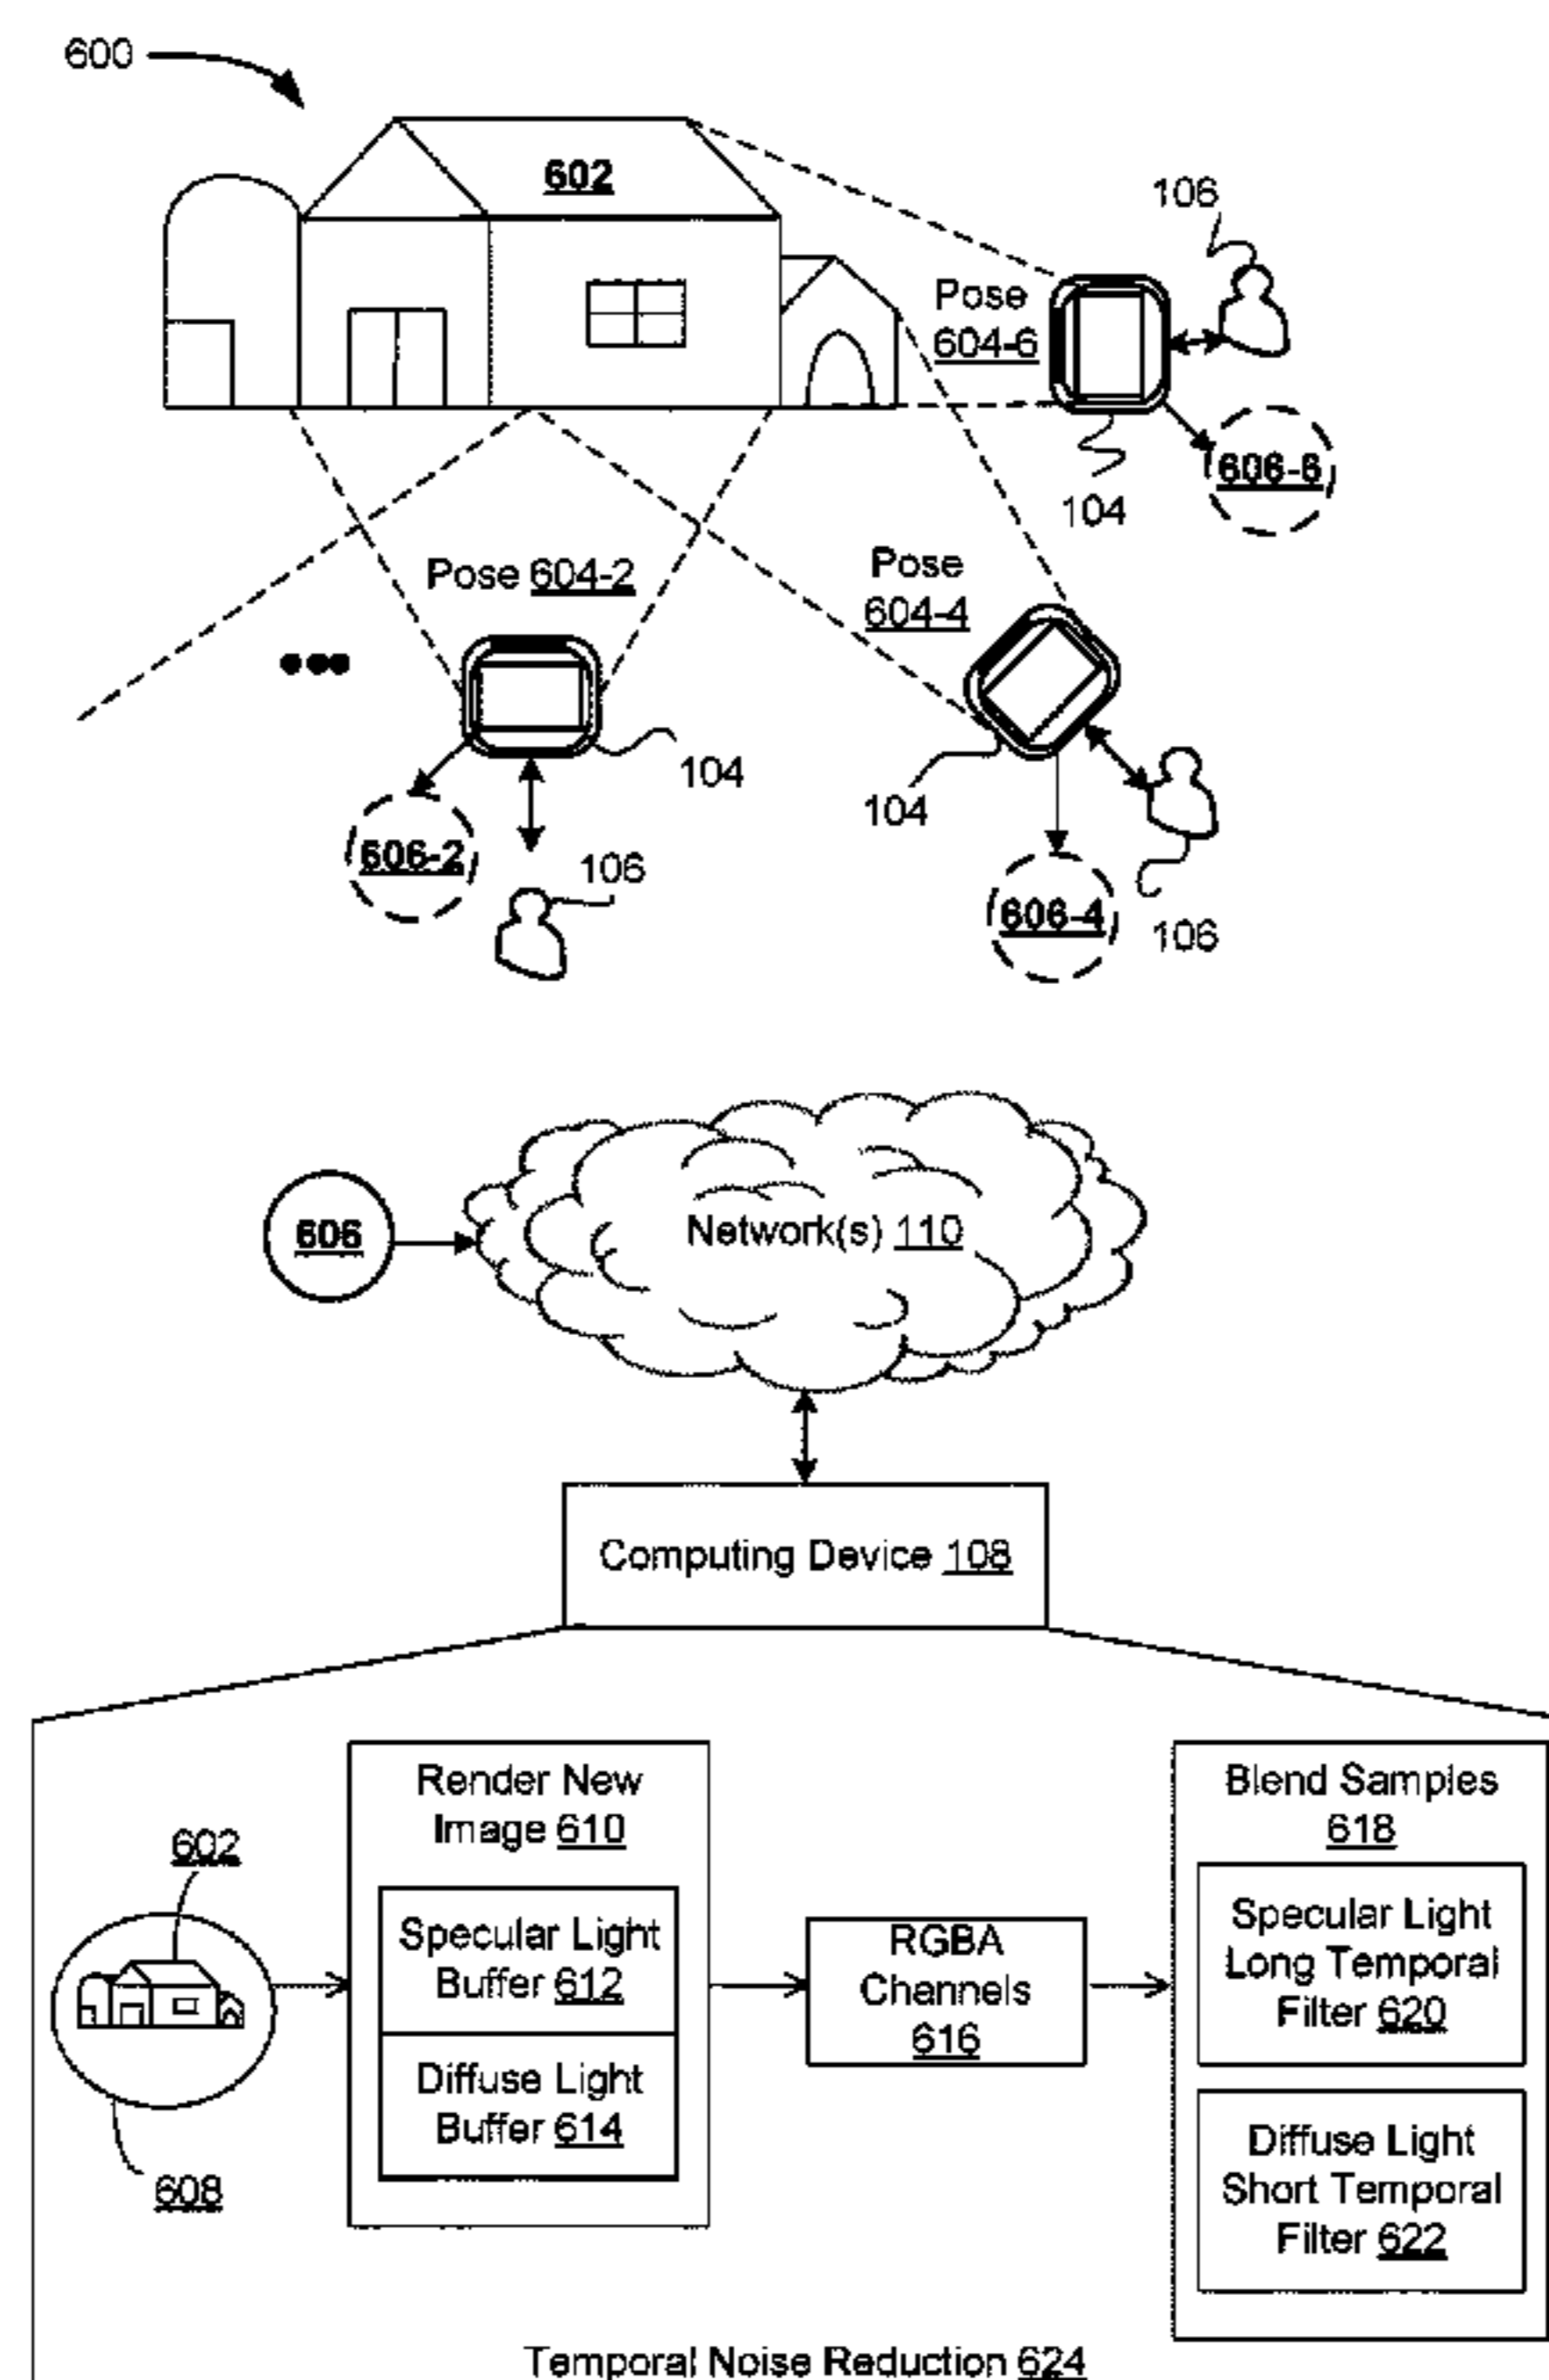 600
602
106
Pose
604-6
104
606-6
Pose 604-2
Pose
604-4
104
104
606-2
106
606-4
106
606
Network(s) 110
Computing Device 108
Render New
Image 610
Specular Light
Buffer 612
Diffuse Light
Buffer 614
602
608
RGBA
Channels
616
Blend Samples
618
Specular Light
Long Temporal
Filter 620
Diffuse Light
Short Temporal
Filter 622
Temporal Noise Reduction 624